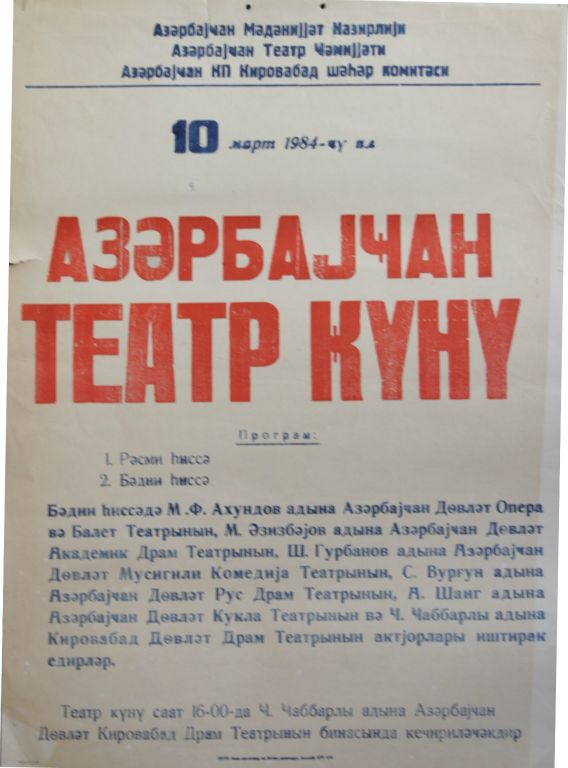 Азәрбајҹан Мәдәнијјәт Назирлији
Азәрбајҹан Театр Ҹәмијјәти
Азәрбајҹан КП Кировабад шәһәр комитәси
10 март 1984-ҹү ил
АЗӘРБАЈҸАН
ТЕАТР ҜҮНҮ
Програм:
1. Рәсми һиссә
2. Бәдии һиссә
Бәдии һиссәдә М.Ф. Ахундов адына Азәрбајҹан Дөвләт Опера
вә Балет Театрынын, М. Әзизбәјов адына Азәрбајҹан Дөвләт
Академик Драм Театрынын, Ш. Гурбанов адына Азәрбајҹан
Дөвләт Мусигили Комедија Театрынын, С. Вурғун адына
Азәрбајҹан Дөвләт Рус Драм Театрынын, А. Шаиг адына
Азәрбајҹан Дөвләт Кукла Театрынын вә Ҹ. Ҹаббарлы адына
Кировабад Дөвләт Драм Театрынын актјорлары иштирак
едирләр.
Театр ҝүнү саат 16-00-да Ҹ. Ҹаббарлы адына Азәрбајҹан
Дөвләт Кировабад Драм Театрынын бинасында кечириләҹәкдир